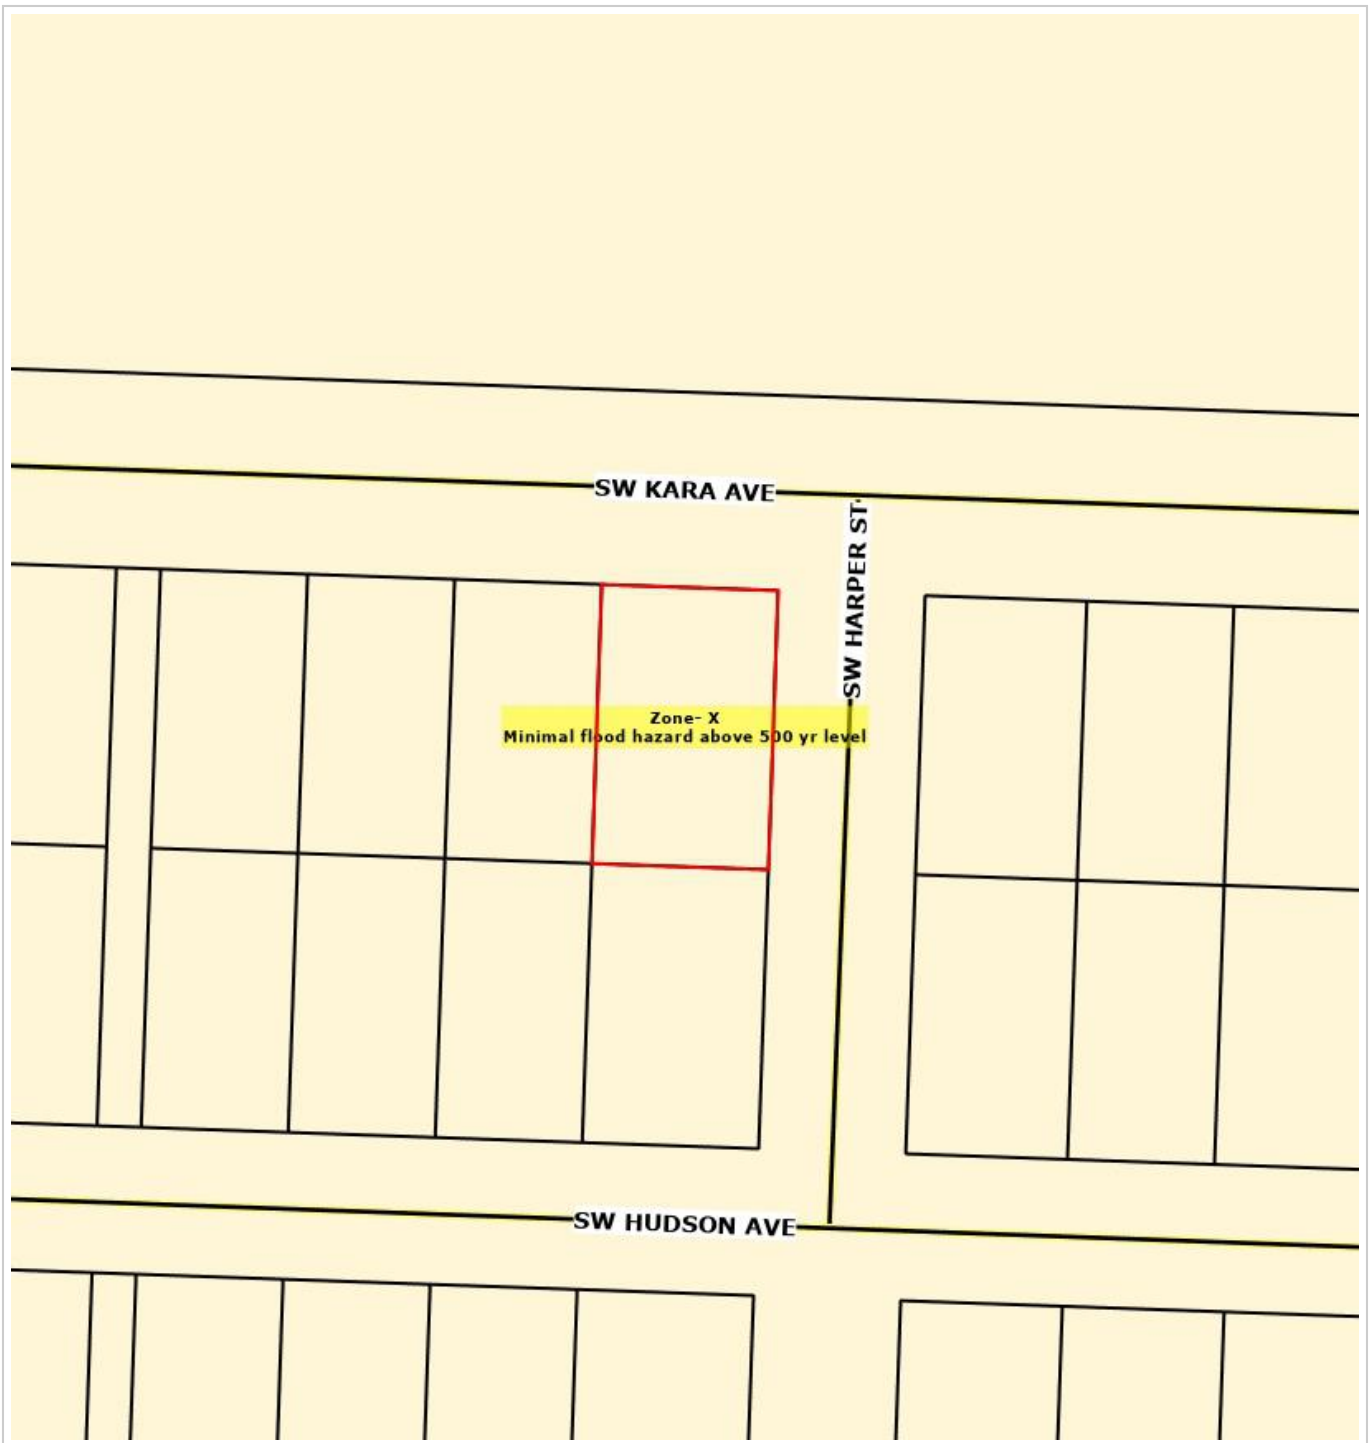 SW KARA AVE
SW HARPER ST
Zone- X
Minimal flood hazard above 500 yr level
SW HUDSON AVE